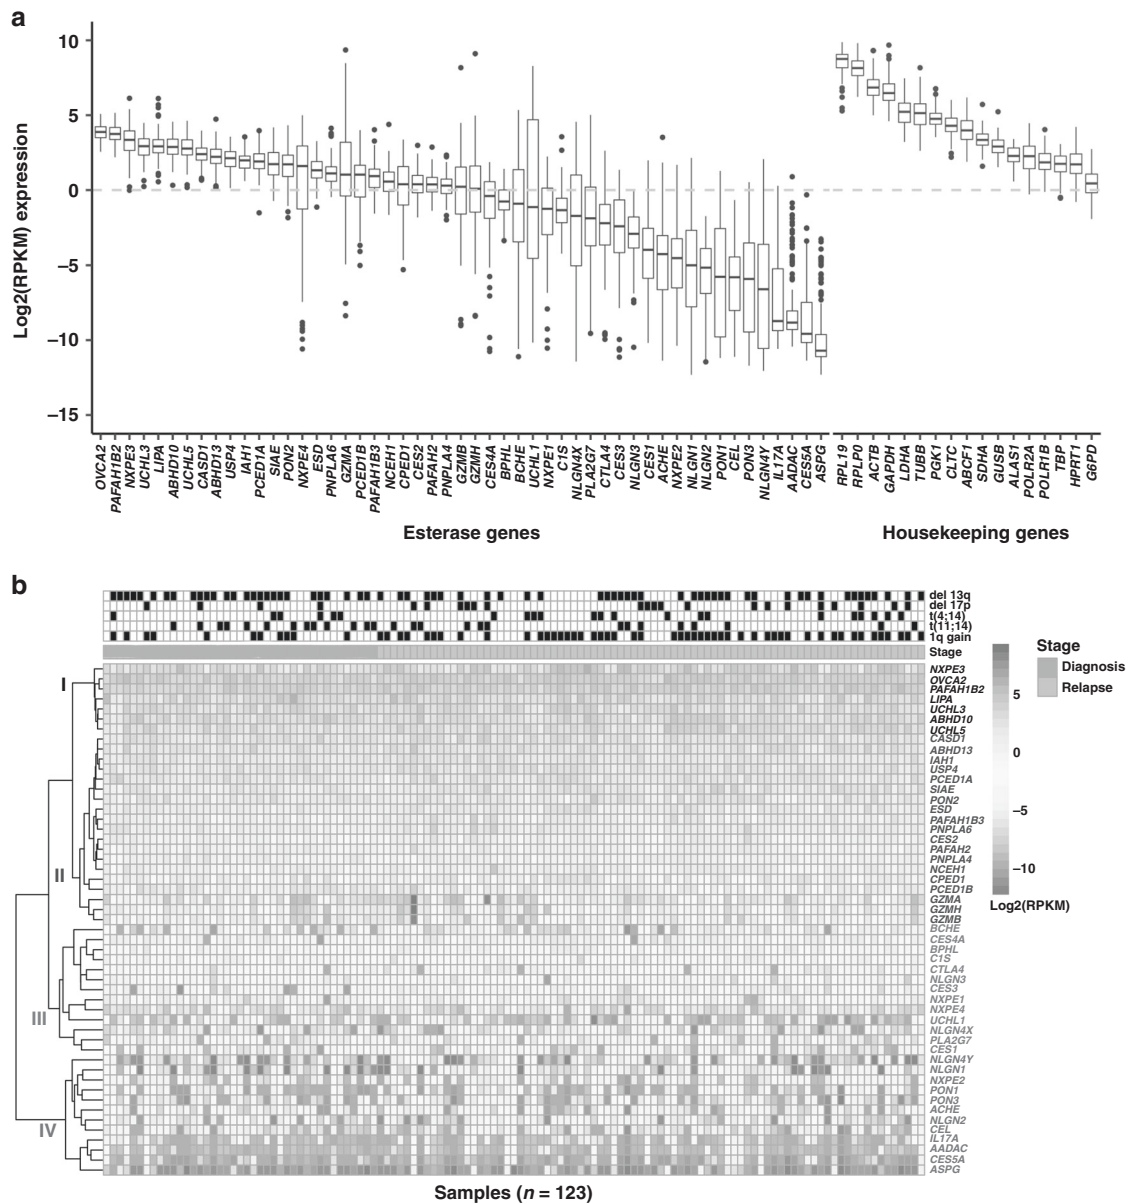 a
10
5
0
−5
−10
−15
Log2(RPKM) expression
OVCA2
PAFAH1B2
NXPE3
UCHL3
LIPA
ABHD10
UCHL5
CASD1
ABHD13
USP4
IAH1
PCED1A
SIAE
PON2
NXPE4
ESD
PNPLA6
GZMA
PCED1B
PAFAH1B3
NCEH1
CPED1
CES2
PAFAH2
PNPLA4
GZMB
GZMH
CES4A
BPHL
BCHE
UCHL1
NXPE1
C1S
NLGN4X
PLA2G7
CTLA4
CES3
NLGN3
CES1
ACHE
NXPE2
NLGN1
NLGN2
PON1
CEL
PON3
NLGN4Y
IL17A
AADAC
CES5A
ASPG
RPL19
RPLP0
ACTB
GAPDH
LDHA
TUBB
PGK1
CLTC
ABCF1
SDHA
GUSB
ALAS1
POLR2A
POLR1B
TBP
HPRT1
G6PD
Esterase genes
Housekeeping genes
b
del 13q
del 17p
t(4;14)
t(11;14)
1q gain
Stage
I
II
III
IV
NXPE3
OVCA2
PAFAH1B2
LIPA
UCHL3
ABHD10
UCHL5
CASD1
ABHD13
IAH1
USP4
PCED1A
SIAE
PON2
ESD
PAFAH1B3
PNPLA6
CES2
PAFAH2
PNPLA4
NCEH1
CPED1
PCED1B
GZMA
GZMH
GZMB
BCHE
CES4A
BPHL
C1S
CTLA4
NLGN3
CES3
NXPE1
NXPE4
UCHL1
NLGN4X
PLA2G7
CES1
NLGN4Y
NLGN1
NXPE2
PON1
PON3
ACHE
NLGN2
CEL
IL17A
AADAC
CES5A
ASPG
5
0
−5
−10
Log2(RPKM)
Stage
Diagnosis
Relapse
Samples (n = 123)